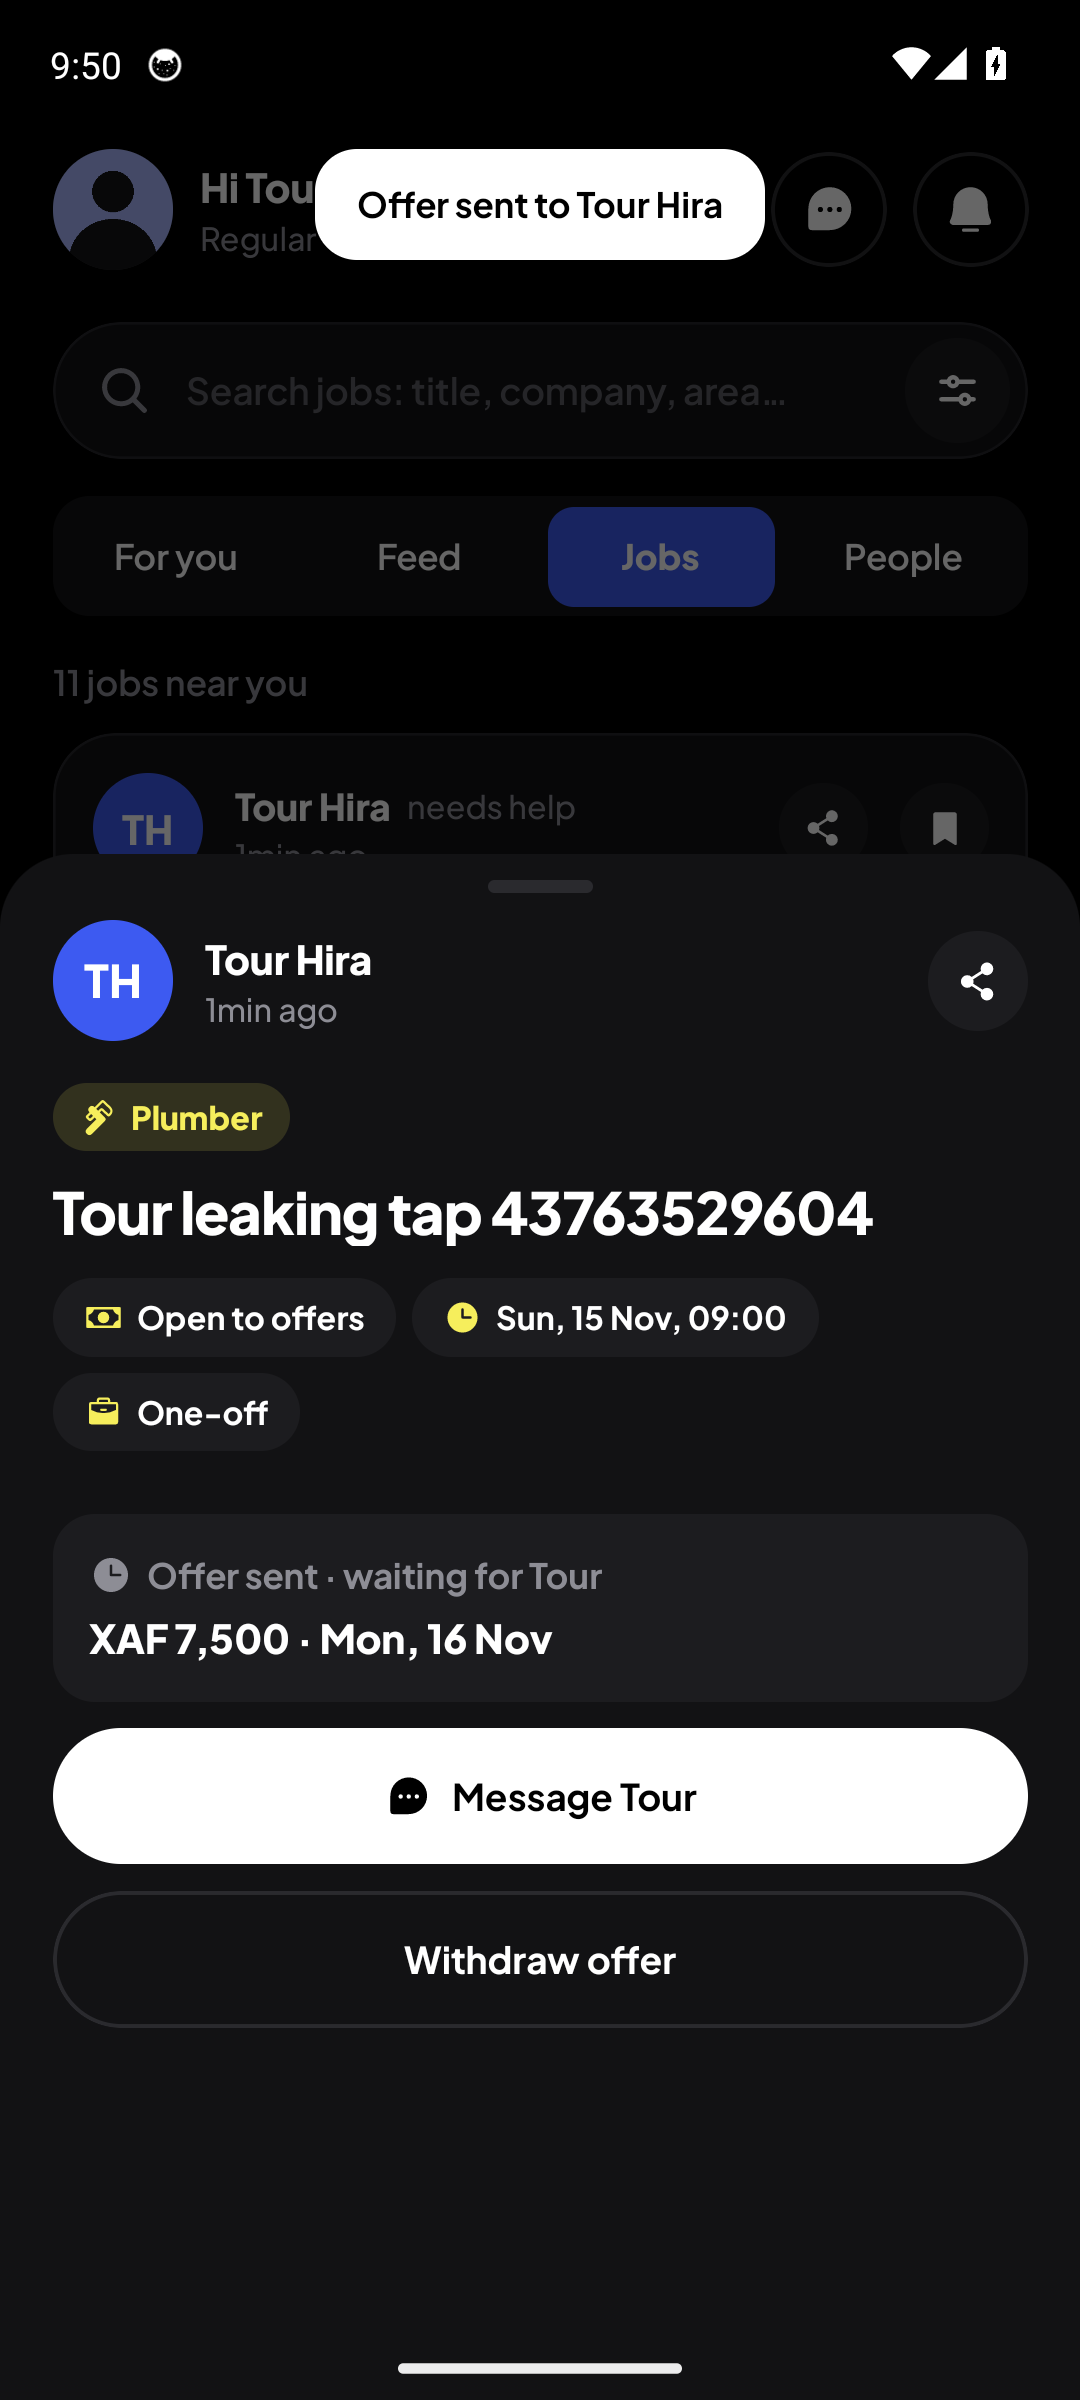 9:50
Hi Tou
Regular
Offer sent to Tour Hira
Search jobs: title, company, area...
For you
Feed
Jobs
People
11 jobs near you
TH
Tour Hira needs help
1min ago
TH
Tour Hira
1min ago
Plumber
Tour leaking tap 43763529604
Open to offers
Sun, 15 Nov, 09:00
One-off
Offer sent · waiting for Tour
XAF 7,500 · Mon, 16 Nov
Message Tour
Withdraw offer